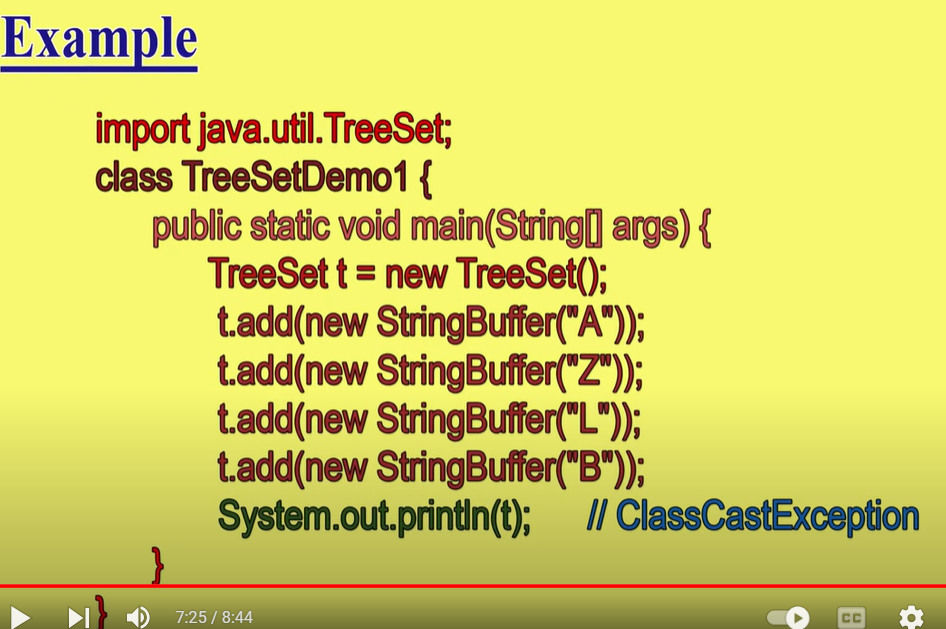 Example
import java.util.TreeSet;
class TreeSetDemo1 {
public static void main(String[] args) {
TreeSet t = new TreeSet();
t.add(new StringBuffer("A"));
t.add(new StringBuffer("Z"));
t.add(new StringBuffer("L"));
t.add(new StringBuffer("B"));
System.out.println(t); // ClassCastException
}
}
7:25 / 8:44 CC